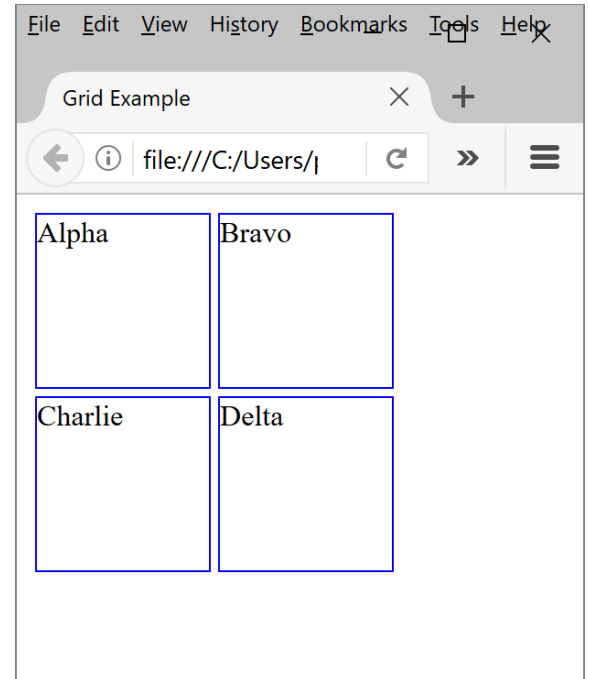 File Edit View History Bookmarks Tools Help
Grid Example
file:///C:/Users/
Alpha Bravo
Charlie Delta